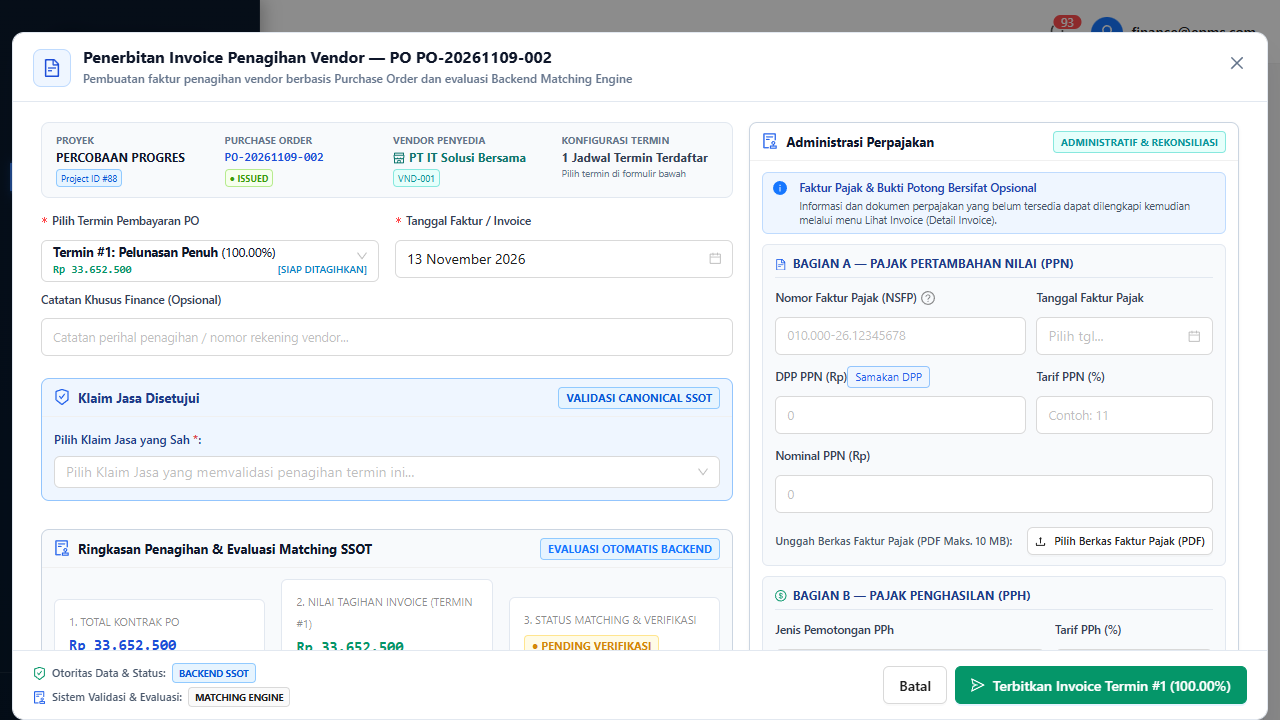 93
Penerbitan Invoice Penagihan Vendor — PO PO-20261109-002
Pembuatan faktur penagihan vendor berbasis Purchase Order dan evaluasi Backend Matching Engine
PROYEK
PERCOBAAN PROGRES
Project ID #88
PURCHASE ORDER
PO-20261109-002
● ISSUED
VENDOR PENYEDIA
PT IT Solusi Bersama
VND-001
KONFIGURASI TERMIN
1 Jadwal Termin Terdaftar
Pilih termin di formulir bawah
* Pilih Termin Pembayaran PO
Termin #1: Pelunasan Penuh (100.00%)
Rp 33.652.500 [SIAP DITAGIHKAN]
* Tanggal Faktur / Invoice
13 November 2026
Catatan Khusus Finance (Opsional)
Catatan perihal penagihan / nomor rekening vendor...
Klaim Jasa Disetujui
VALIDASI CANONICAL SSOT
Pilih Klaim Jasa yang Sah *:
Pilih Klaim Jasa yang memvalidasi penagihan termin ini...
Ringkasan Penagihan & Evaluasi Matching SSOT
EVALUASI OTOMATIS BACKEND
1. TOTAL KONTRAK PO
Rp 33.652.500
2. NILAI TAGIHAN INVOICE (TERMIN
#1)
Rp 33.652.500
3. STATUS MATCHING & VERIFIKASI
● PENDING VERIFIKASI
Administrasi Perpajakan
ADMINISTRATIF & REKONSILIASI
Faktur Pajak & Bukti Potong Bersifat Opsional
Informasi dan dokumen perpajakan yang belum tersedia dapat dilengkapi kemudian
melalui menu Lihat Invoice (Detail Invoice).
BAGIAN A — PAJAK PERTAMBAHAN NILAI (PPN)
Nomor Faktur Pajak (NSFP)
010.000-26.12345678
Tanggal Faktur Pajak
Pilih tgl...
DPP PPN (Rp) Samakan DPP
0
Tarif PPN (%)
Contoh: 11
Nominal PPN (Rp)
0
Unggah Berkas Faktur Pajak (PDF Maks. 10 MB):
Pilih Berkas Faktur Pajak (PDF)
BAGIAN B — PAJAK PENGHASILAN (PPH)
Jenis Pemotongan PPh
Tarif PPh (%)
Otoritas Data & Status: BACKEND SSOT
Sistem Validasi & Evaluasi: MATCHING ENGINE
Batal
Terbitkan Invoice Termin #1 (100.00%)